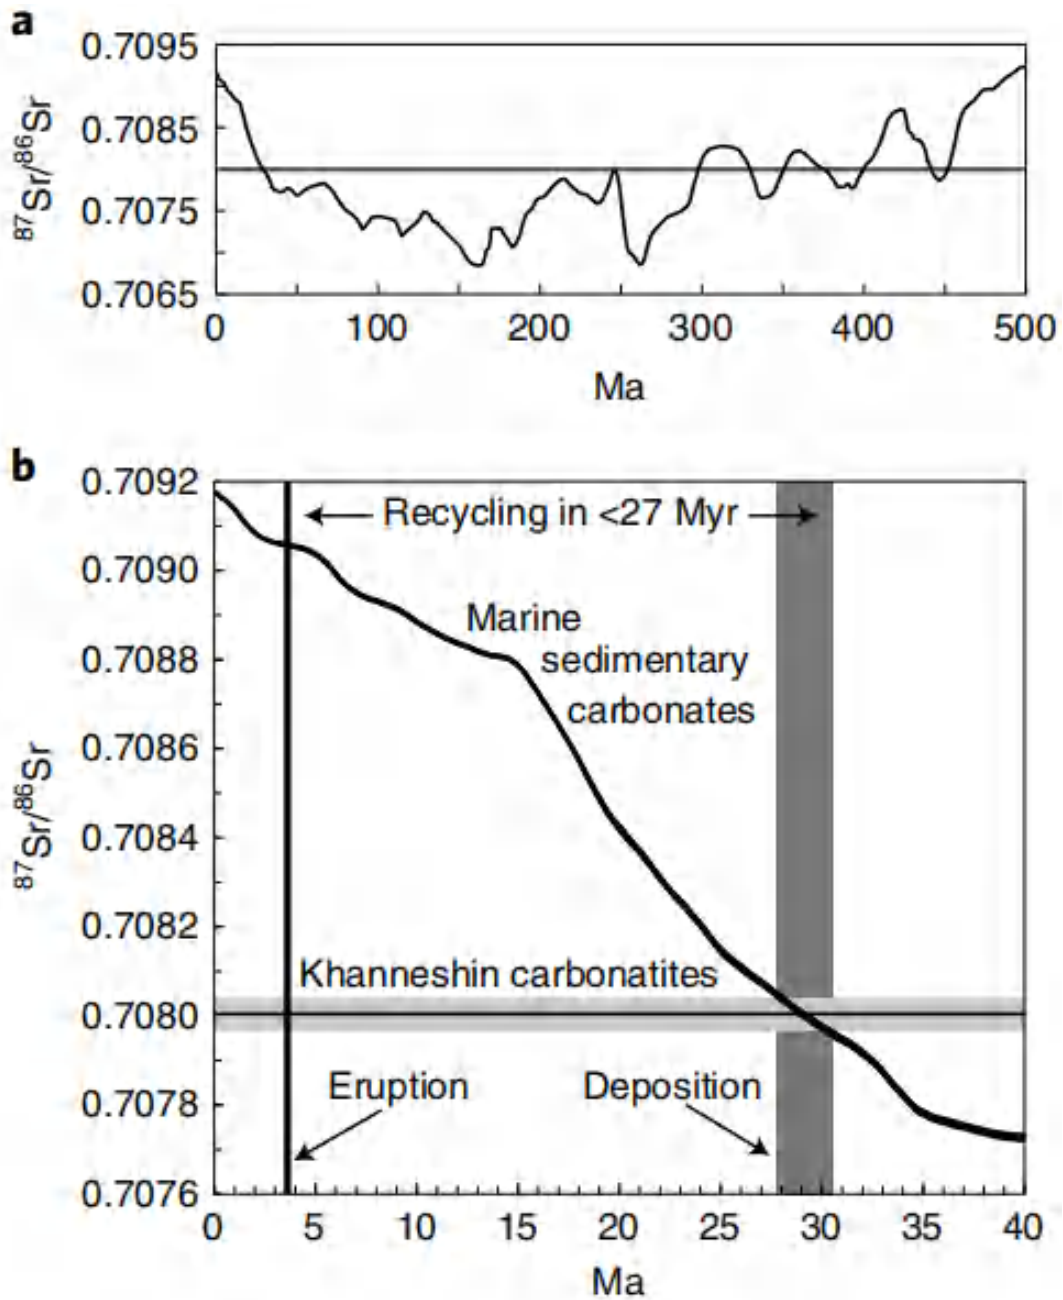 a
0.7095
0.7085
0.7075
0.7065
87Sr/86Sr
0 100 200 300 400 500
Ma
b
0.7092
0.7090
0.7088
0.7086
0.7084
0.7082
0.7080
0.7078
0.7076
87Sr/86Sr
Recycling in <27 Myr
Marine
sedimentary
carbonates
Khanneshin carbonatites
Eruption
Deposition
0 5 10 15 20 25 30 35 40
Ma